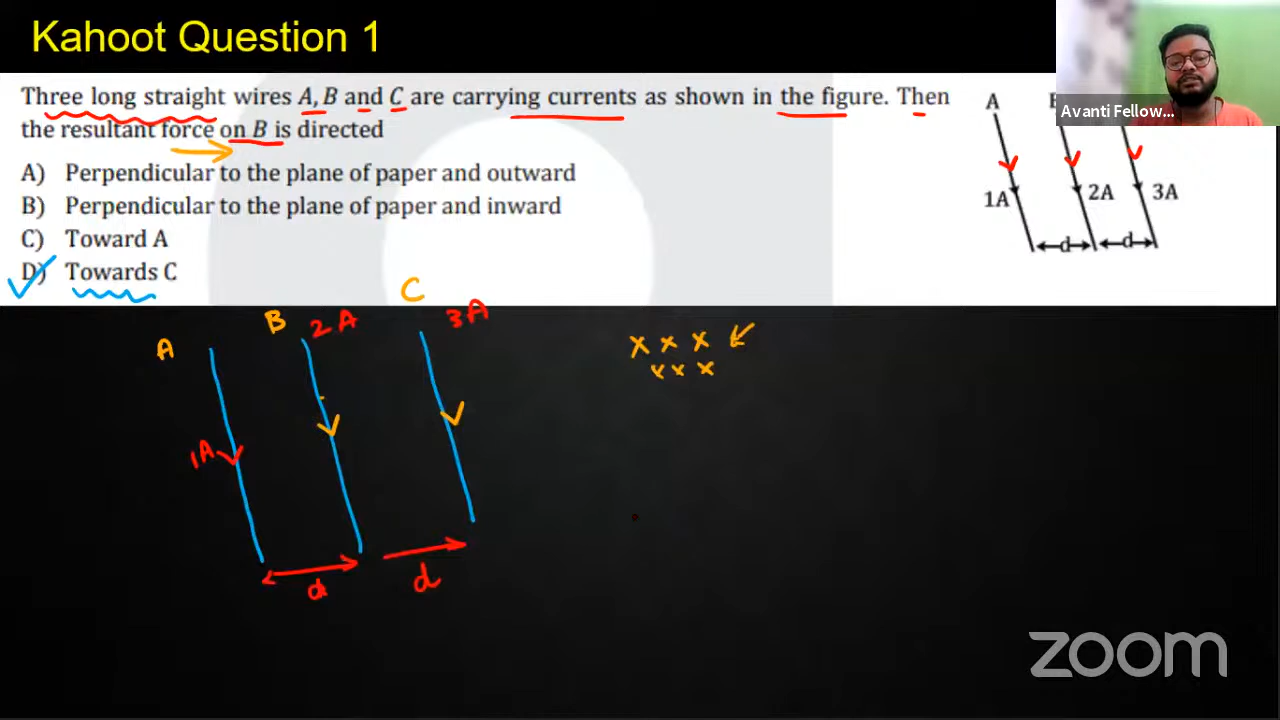 Kahoot Question 1
Three long straight wires A, B and C are carrying currents as shown in the figure. Then
the resultant force on B is directed
A) Perpendicular to the plane of paper and outward
B) Perpendicular to the plane of paper and inward
C) Toward A
D) Towards C
A
Avanti Fellow...
1A 2A 3A
d d
A B 2A C 3A
x x x
x x x
1A
d d
zoom